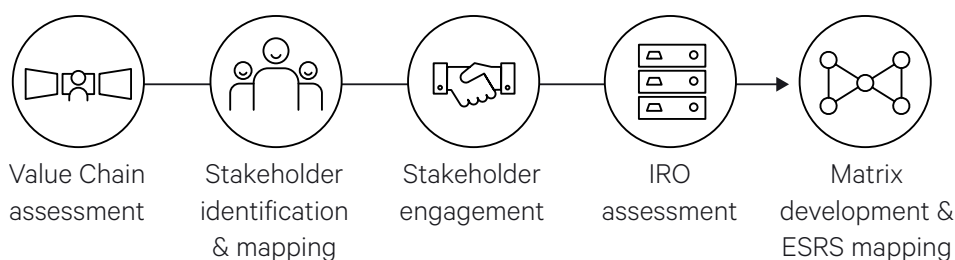 Value Chain
assessment
Stakeholder
identification
& mapping
Stakeholder
engagement
IRO
assessment
Matrix
development &
ESRS mapping